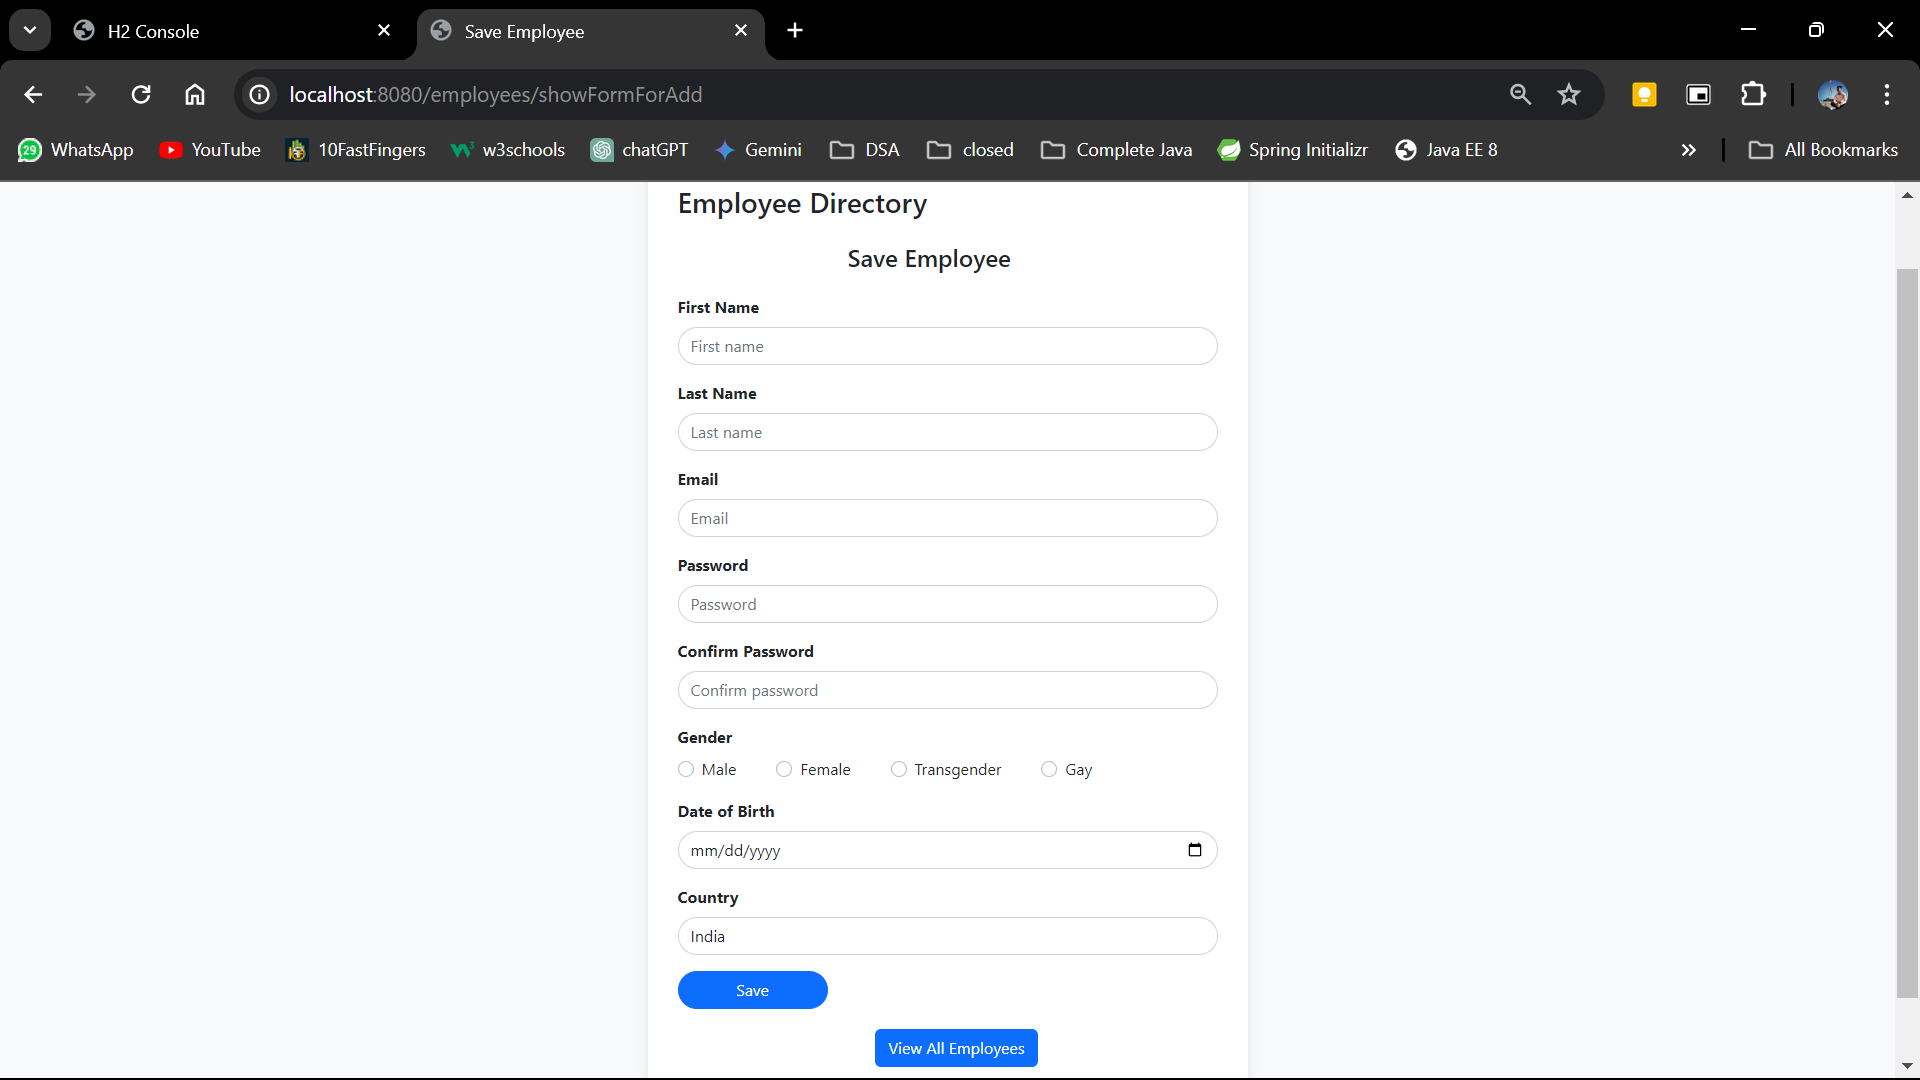 H2 Console
Save Employee
localhost:8080/employees/showFormForAdd
29 WhatsApp YouTube 10FastFingers w3schools chatGPT Gemini DSA closed Complete Java Spring Initializr Java EE 8 » All Bookmarks
Employee Directory
Save Employee
First Name
First name
Last Name
Last name
Email
Email
Password
Password
Confirm Password
Confirm password
Gender
Male Female Transgender Gay
Date of Birth
mm/dd/yyyy
Country
India
Save
View All Employees